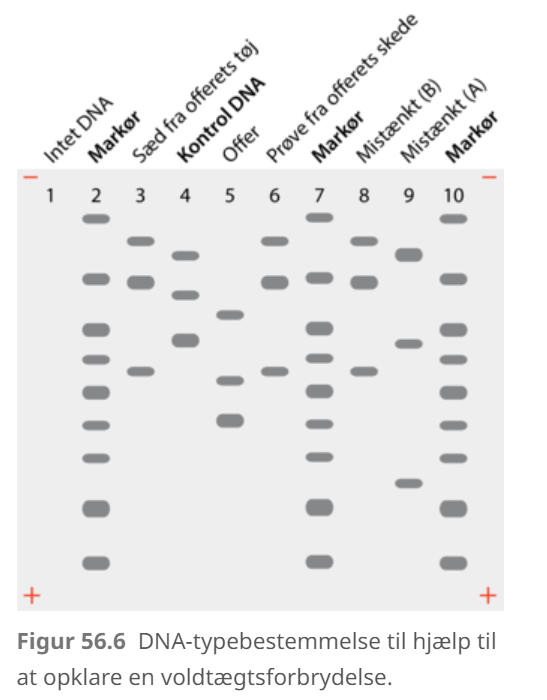 Intet DNA
Markør
Sæd fra offerets tøj
Kontrol DNA
Offer
Prøve fra offerets skede
Markør
Mistænkt (B)
Mistænkt (A)
Markør
− −
1 2 3 4 5 6 7 8 9 10
+ +
Figur 56.6 DNA-typebestemmelse til hjælp til
at opklare en voldtægtsforbrydelse.